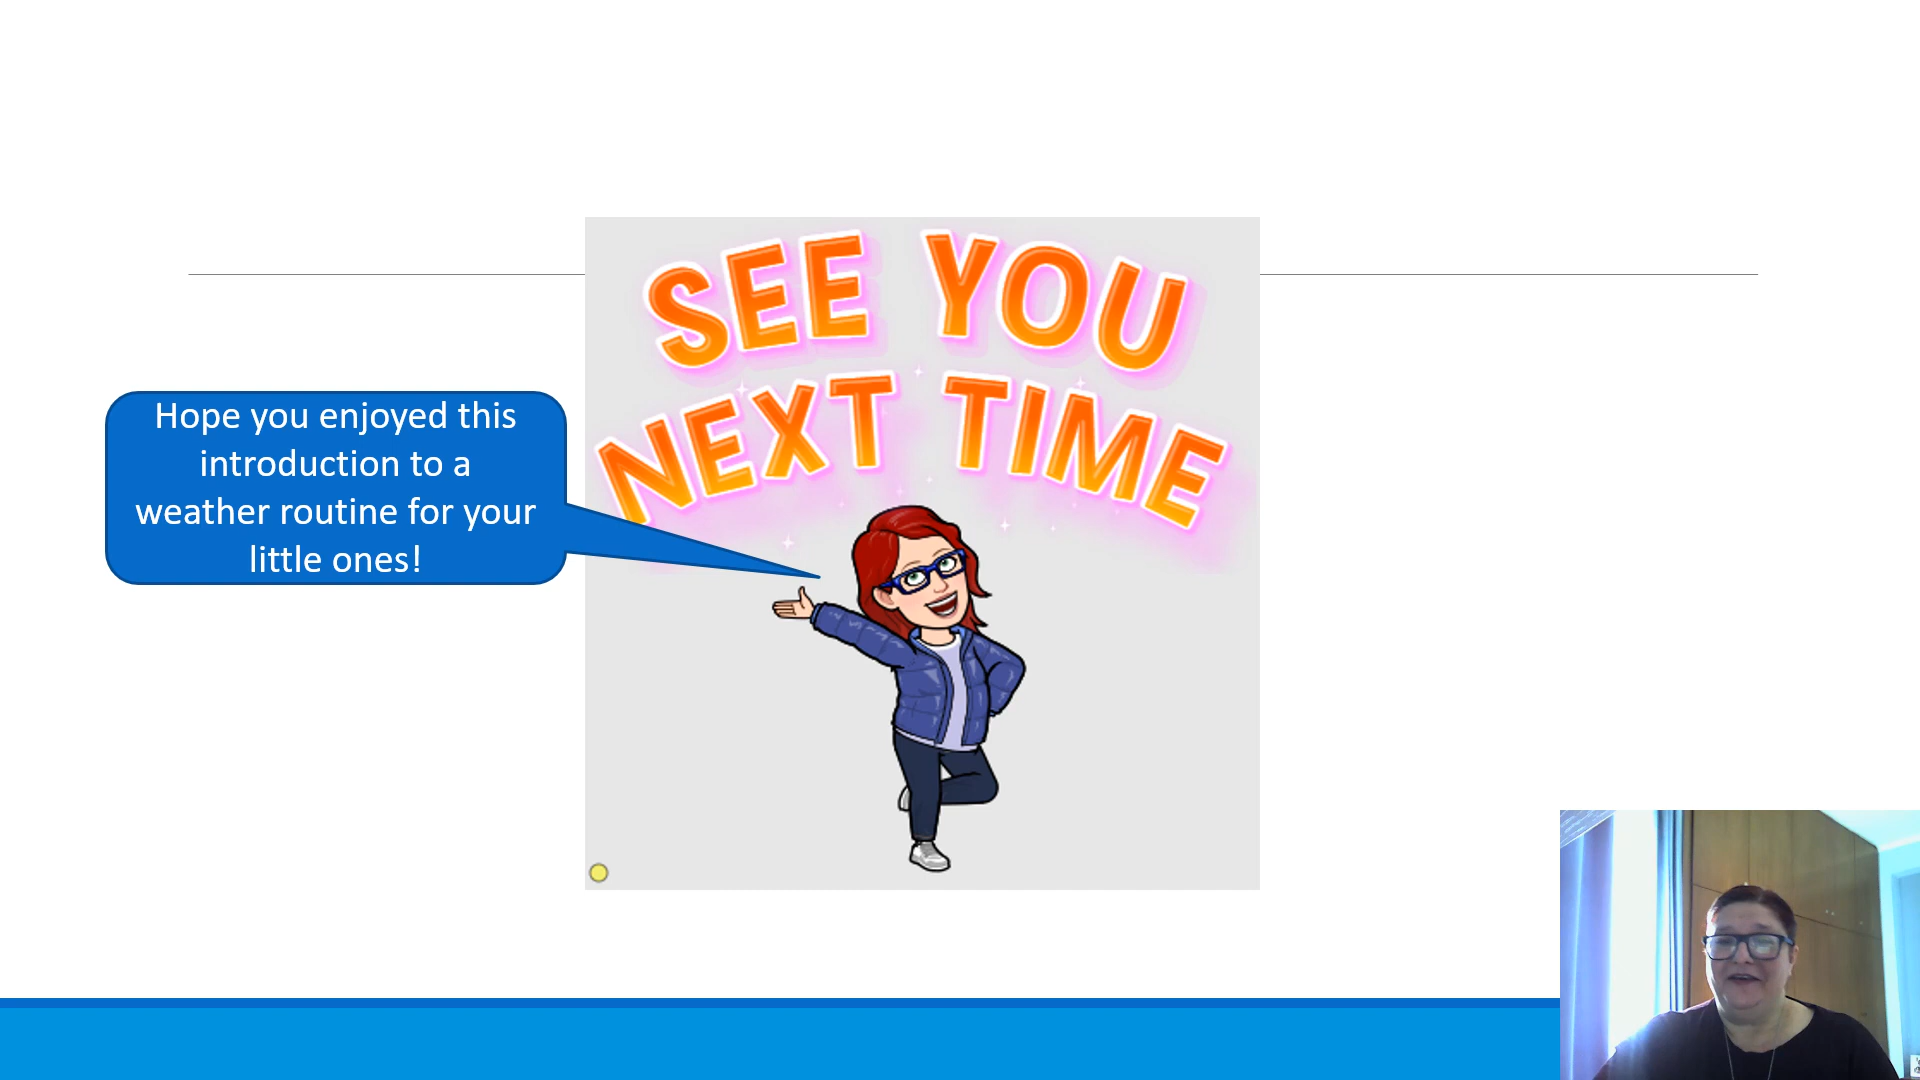 SEE YOU
NEXT TIME
Hope you enjoyed this
introduction to a
weather routine for your
little ones!